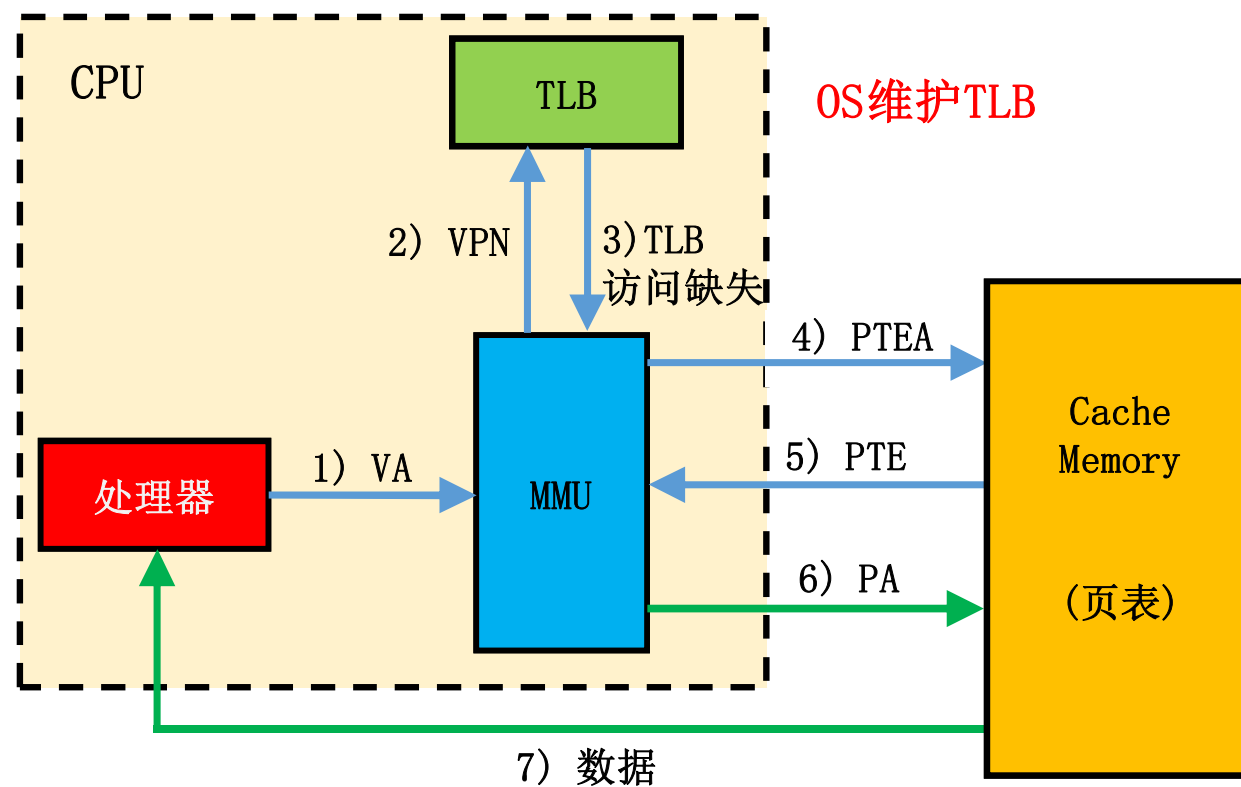 CPU
TLB
OS维护TLB
2) VPN
3)TLB
访问缺失
4) PTEA
Cache
Memory
1) VA
5) PTE
处理器
MMU
6) PA
(页表)
7) 数据